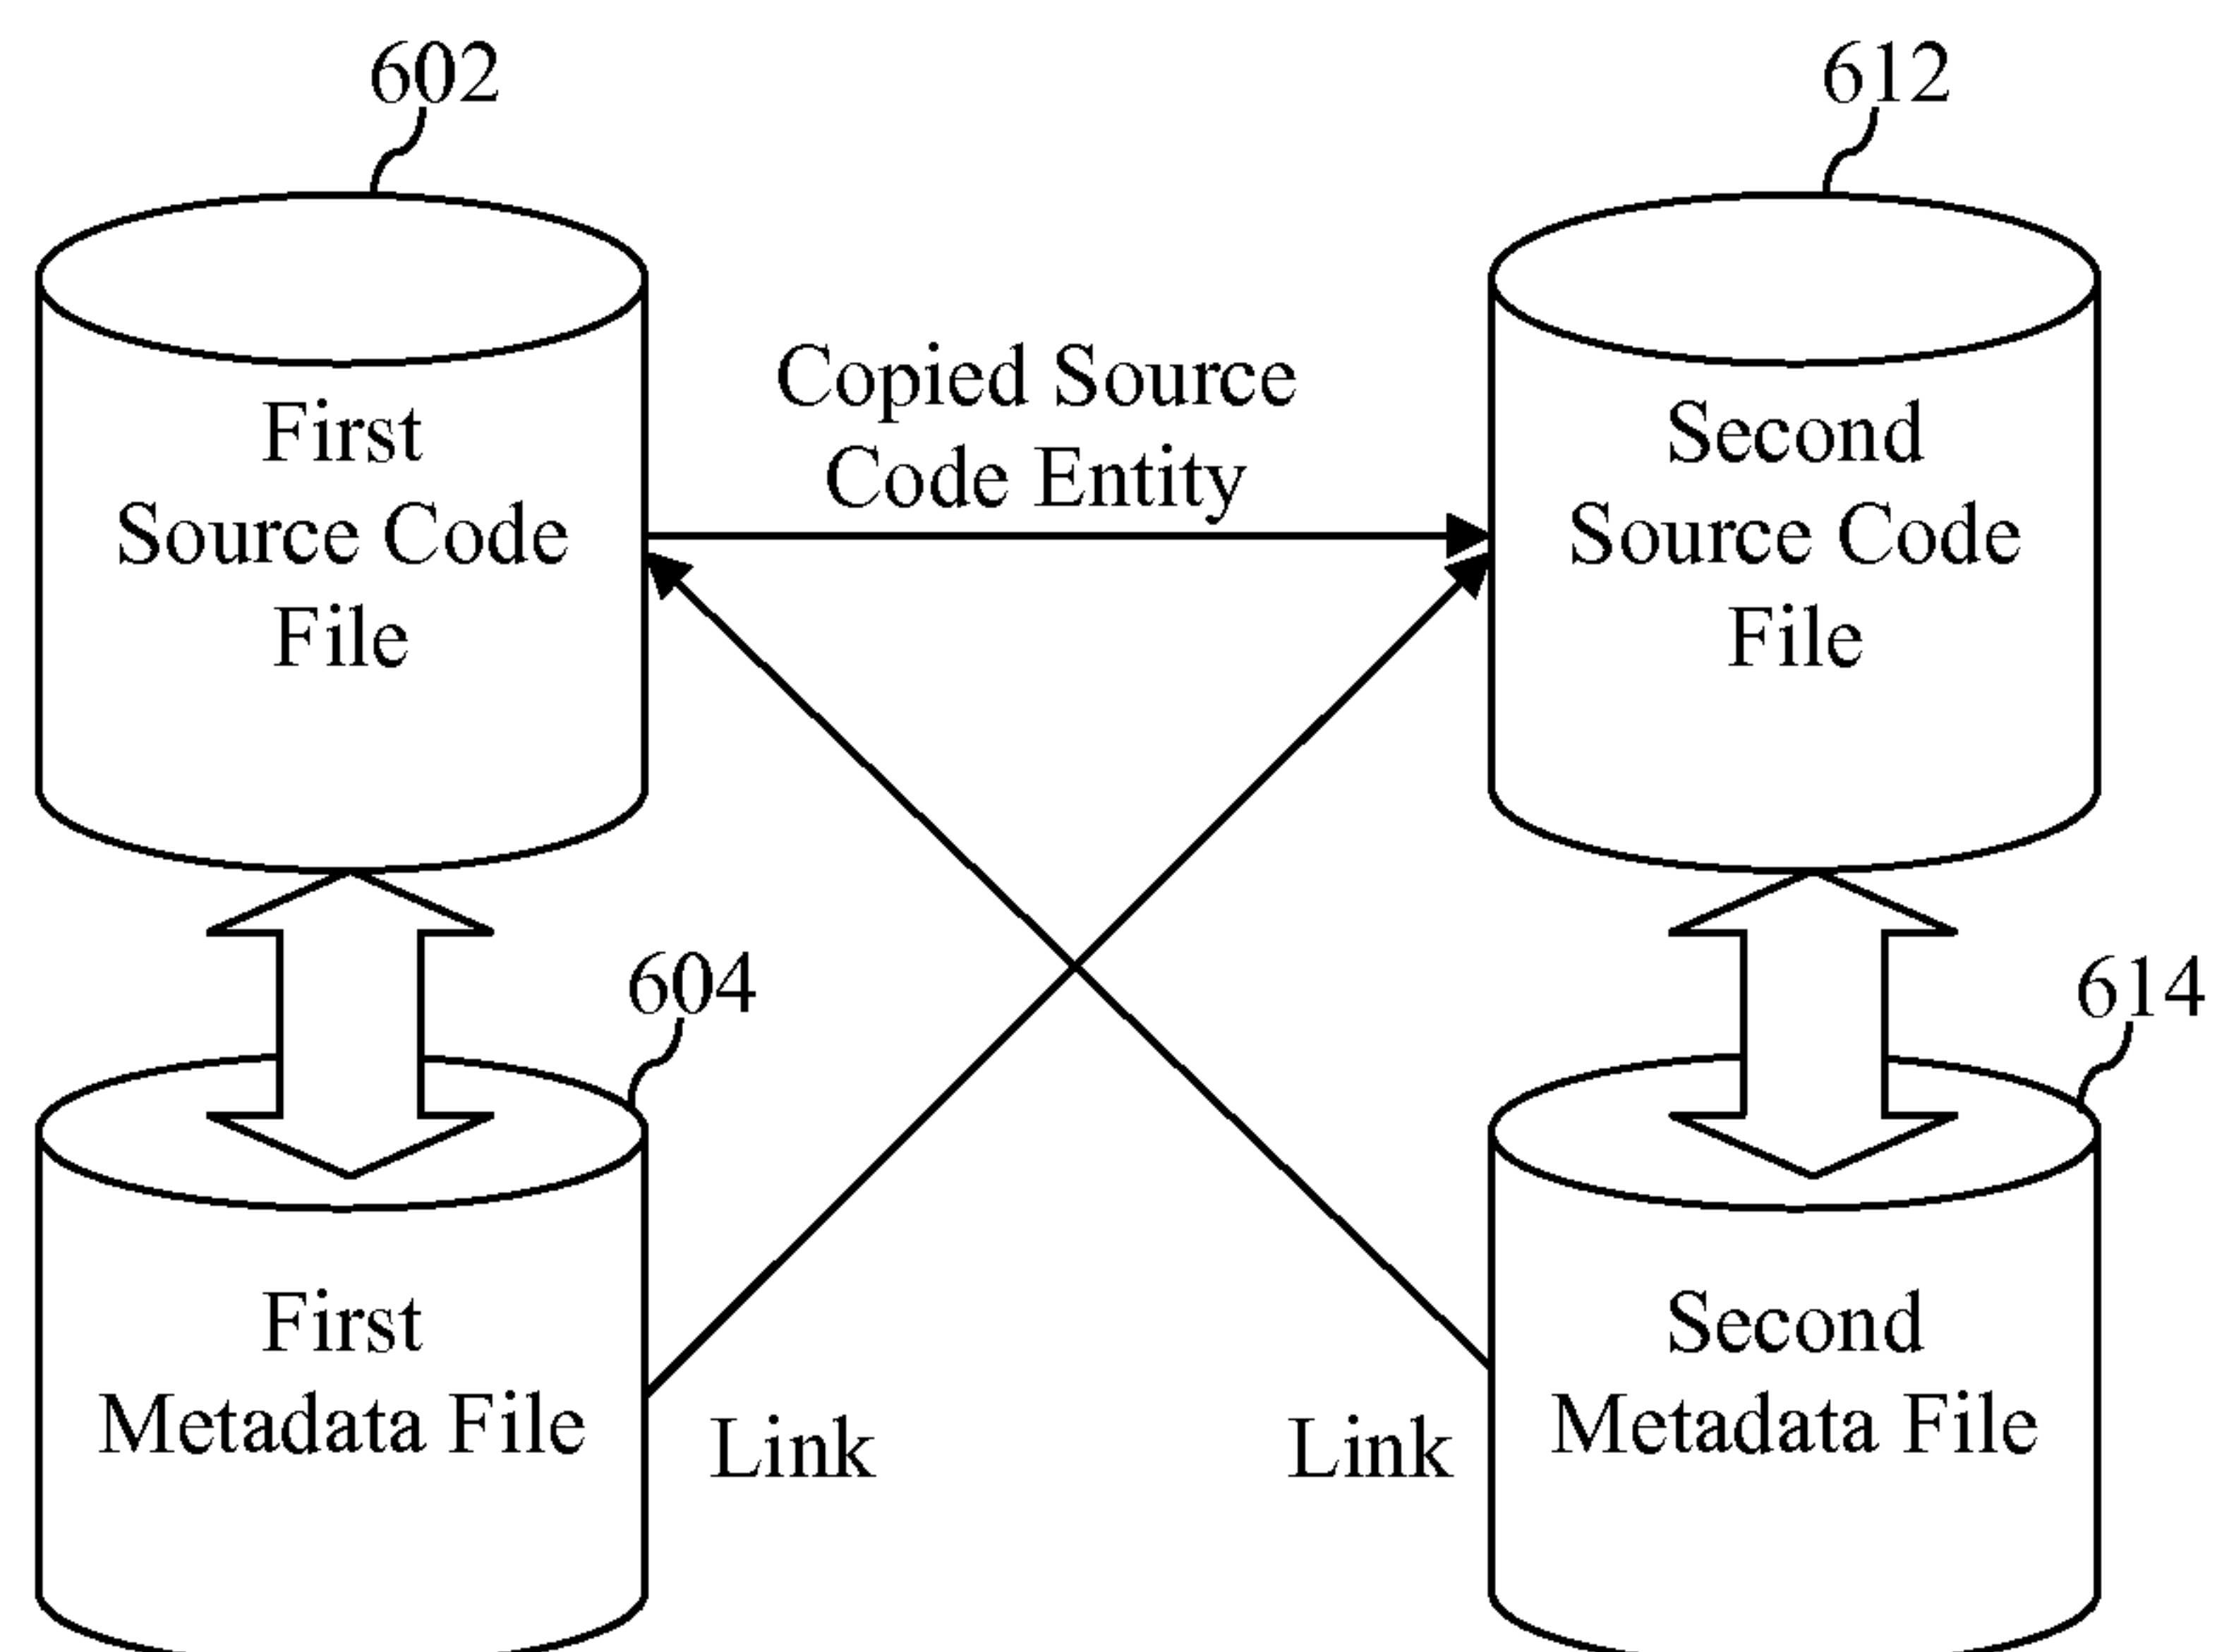 602
612
First
Source Code
File
Copied Source
Code Entity
Second
Source Code
File
604
614
First
Metadata File
Link
Link
Second
Metadata File